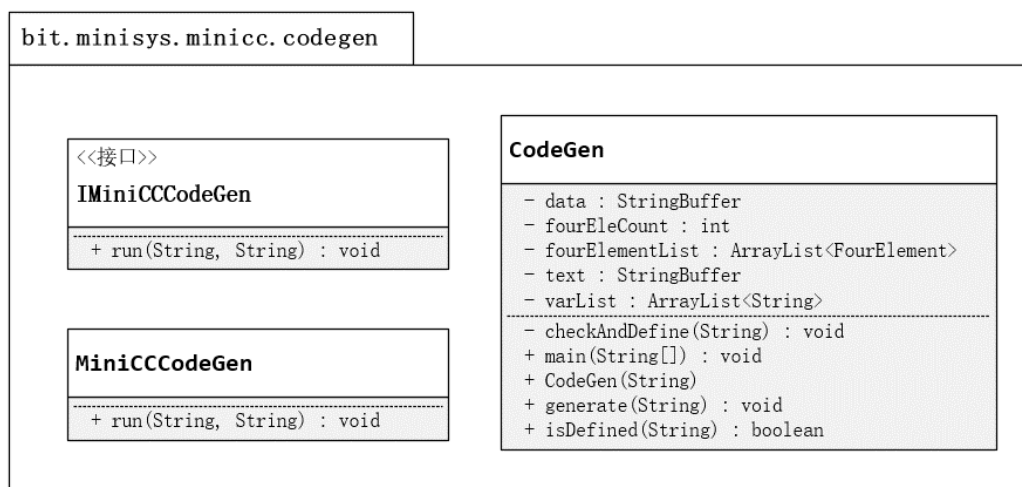 bit.minisys.minicc.codegen
<<接口>>
IMiniCCCodeGen
+ run(String, String) : void
MiniCCCodeGen
+ run(String, String) : void
CodeGen
- data : StringBuffer
- fourEleCount : int
- fourElementList : ArrayList<FourElement>
- text : StringBuffer
- varList : ArrayList<String>
- checkAndDefine(String) : void
+ main(String[]) : void
+ CodeGen(String)
+ generate(String) : void
+ isDefined(String) : boolean